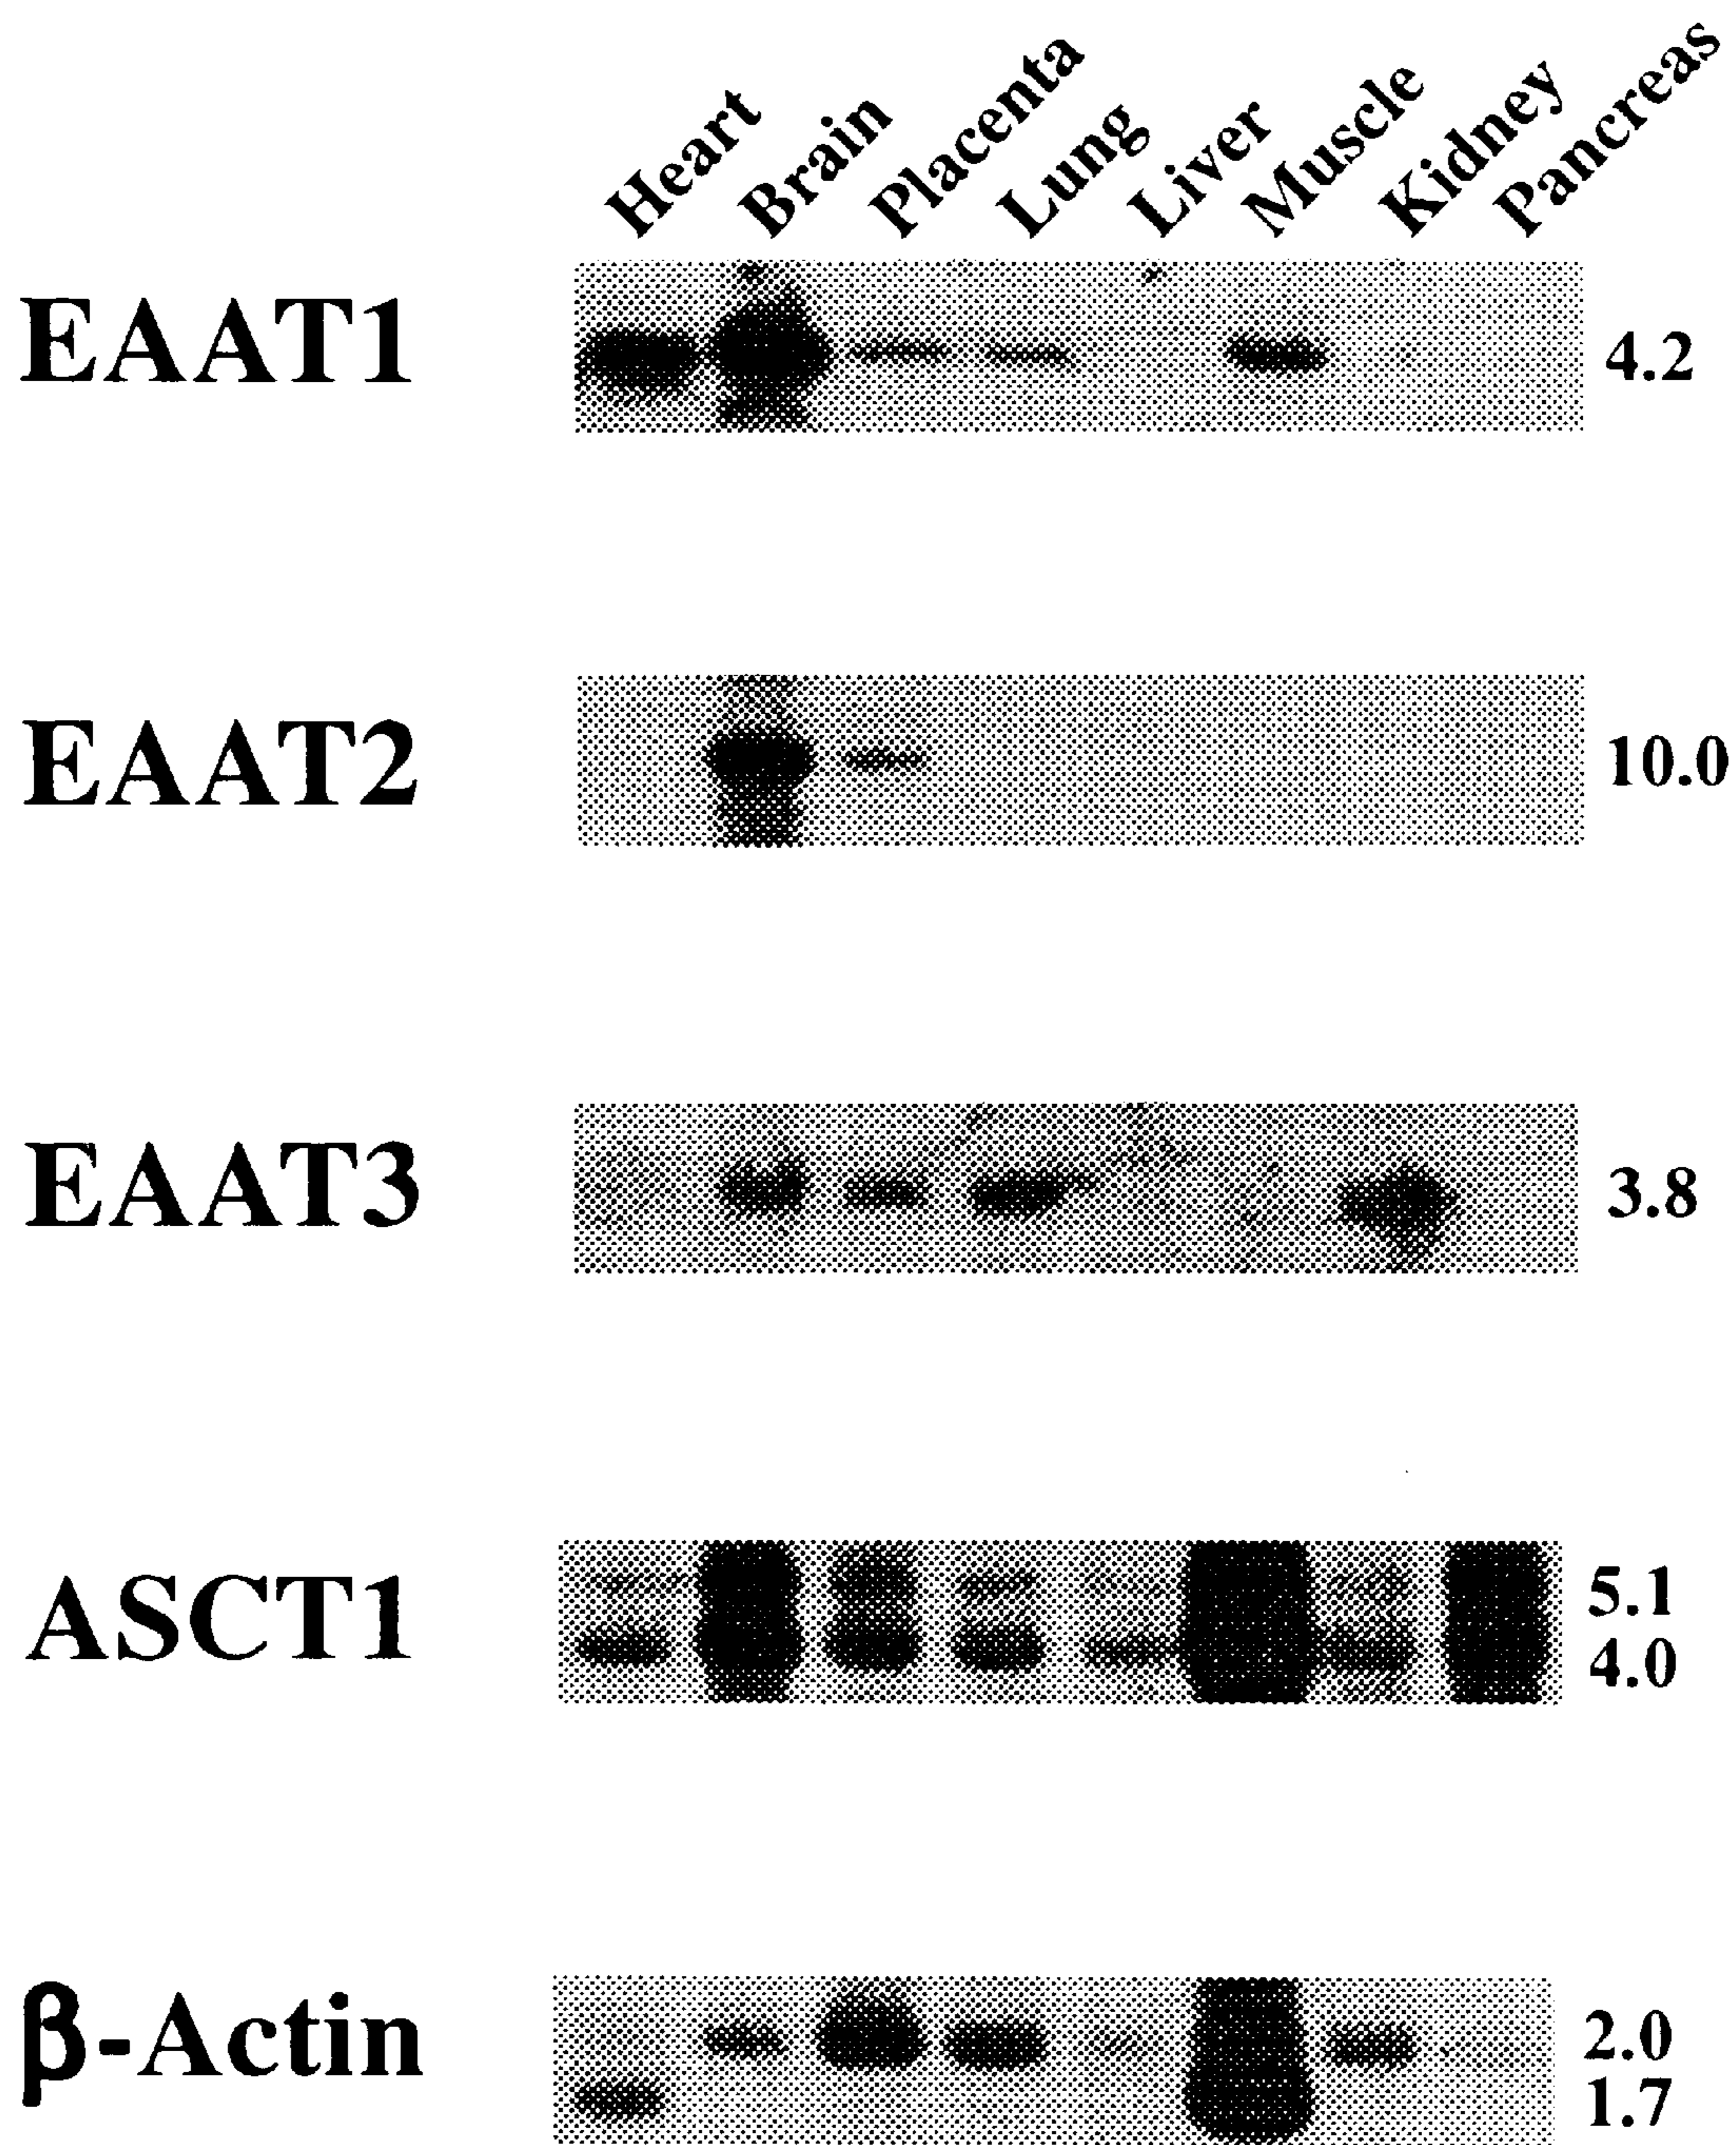 Heart Brain Placenta Lung Liver Muscle Kidney Pancreas
EAAT1 4.2
EAAT2 10.0
EAAT3 3.8
ASCT1 5.1
4.0
β-Actin 2.0
1.7